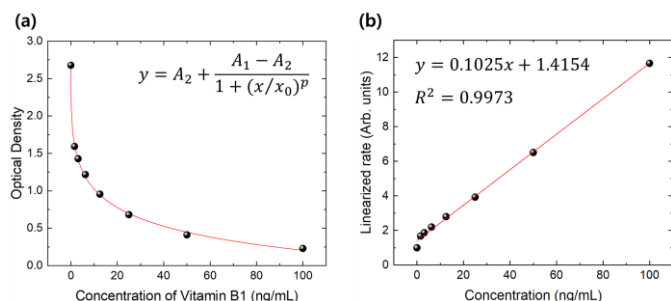 (a)
3.0
2.5
2.0
1.5
1.0
0.5
0.0
Optical Density
y = A₂ + (A₁ − A₂)/(1 + (x/x₀)ᵖ)
0 20 40 60 80 100
Concentration of Vitamin B1 (ng/mL)
(b)
12
10
8
6
4
2
0
Linearized rate (Arb. units)
y = 0.1025x + 1.4154
R² = 0.9973
0 20 40 60 80 100
Concentration (ng/mL)